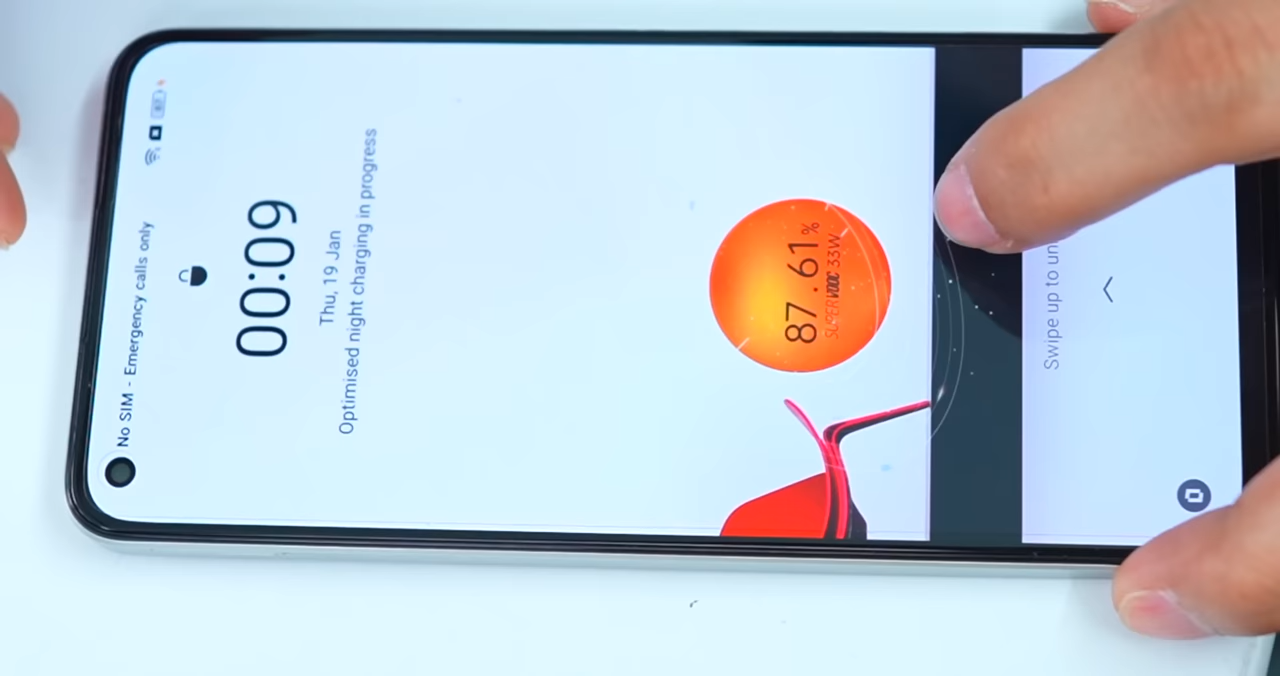 No SIM - Emergency calls only
00:09
Thu, 19 Jan
Optimised night charging in progress
87.61%
SUPERVOOC 33W
Swipe up to un